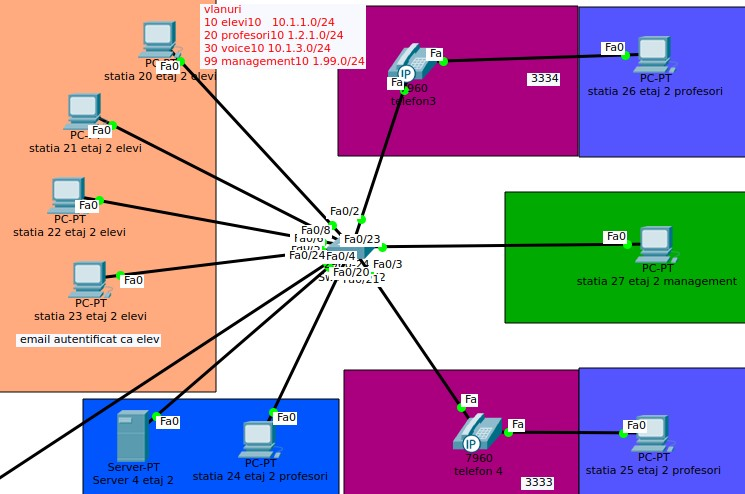 vlanuri
10 elevi10   10.1.1.0/24
20 profesori10 1.2.1.0/24
30 voice10 10.1.3.0/24
99 management10 1.99.0/24
Fa0
statia 20 etaj 2 elevi
Fa0
statia 21 etaj 2 elevi
Fa0
PC-PT
statia 22 etaj 2 elevi
Fa0
PC-PT
statia 23 etaj 2 elevi
email autentificat ca elev
Fa
Fa
telefon3
3334
Fa0
PC-PT
statia 26 etaj 2 profesori
Fa0/2
Fa0/8
Fa0/23
Fa0/24
Fa0/4
Fa0/3
Fa0/20
Fa0
PC-PT
statia 27 etaj 2 management
Fa0
Server-PT
Server 4 etaj 2
Fa0
PC-PT
statia 24 etaj 2 profesori
Fa
Fa
7960
telefon 4
3333
Fa0
PC-PT
statia 25 etaj 2 profesori